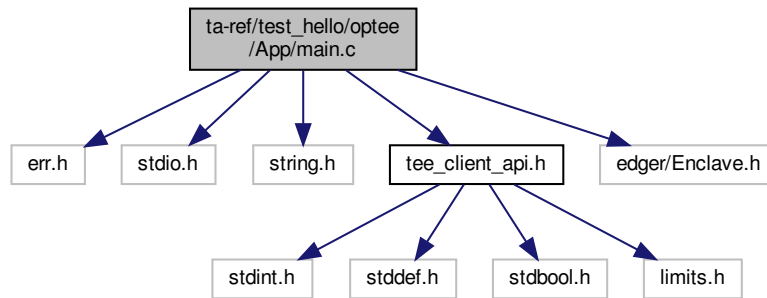 ta-ref/test_hello/optee
/App/main.c
err.h
stdio.h
string.h
tee_client_api.h
edger/Enclave.h
stdint.h
stddef.h
stdbool.h
limits.h